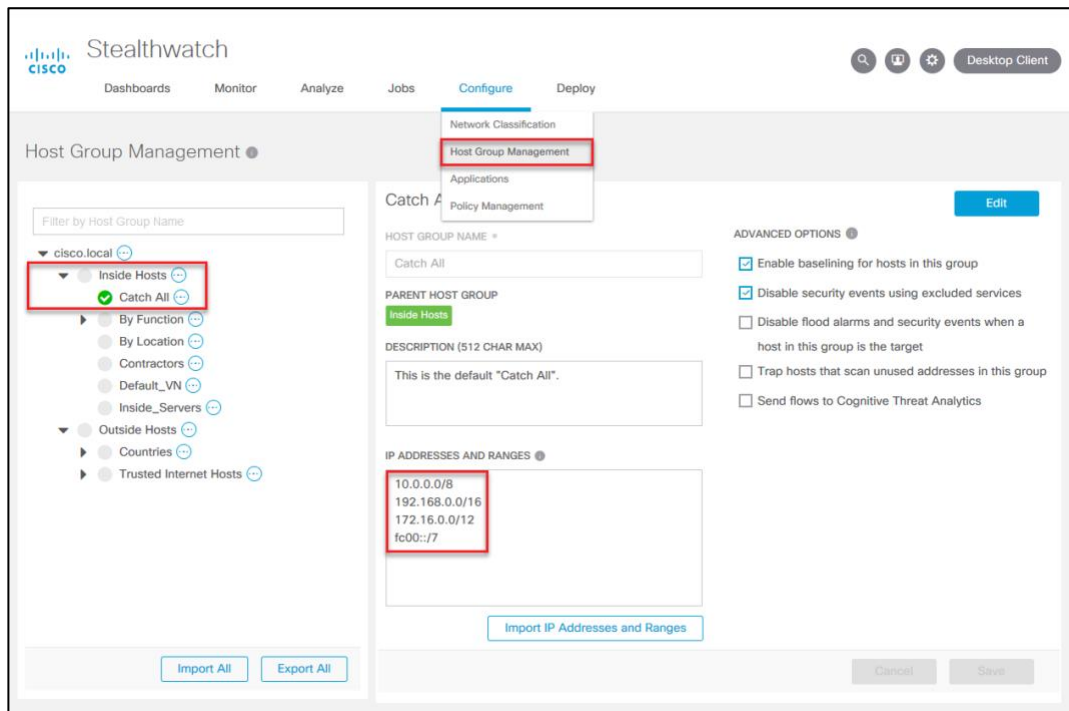 Stealthwatch
CISCO
Desktop Client
Dashboards Monitor Analyze Jobs Configure Deploy
Network Classification
Host Group Management
Host Group Management
Applications
Policy Management
Filter by Host Group Name
cisco.local
Inside Hosts
Catch All
By Function
By Location
Contractors
Default_VN
Inside_Servers
Outside Hosts
Countries
Trusted Internet Hosts
Import All Export All
Catch A
Edit
HOST GROUP NAME *
Catch All
PARENT HOST GROUP
Inside Hosts
DESCRIPTION (512 CHAR MAX)
This is the default "Catch All".
IP ADDRESSES AND RANGES
10.0.0.0/8
192.168.0.0/16
172.16.0.0/12
fc00::/7
Import IP Addresses and Ranges
ADVANCED OPTIONS
Enable baselining for hosts in this group
Disable security events using excluded services
Disable flood alarms and security events when a
host in this group is the target
Trap hosts that scan unused addresses in this group
Send flows to Cognitive Threat Analytics
Cancel Save